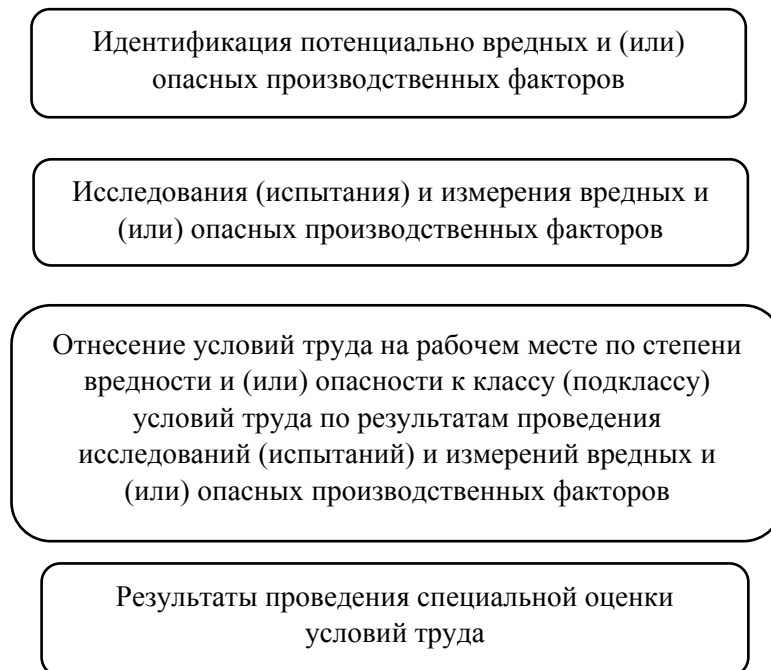 Идентификация потенциально вредных и (или)
опасных производственных факторов
Исследования (испытания) и измерения вредных и
(или) опасных производственных факторов
Отнесение условий труда на рабочем месте по степени
вредности и (или) опасности к классу (подклассу)
условий труда по результатам проведения
исследований (испытаний) и измерений вредных и
(или) опасных производственных факторов
Результаты проведения специальной оценки
условий труда